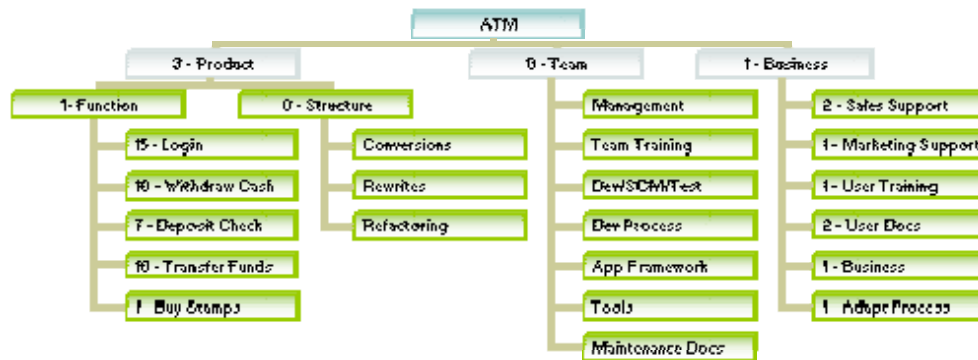 ATM
3 - Product
0 - Team
1 - Business
1- Function
0 - Structure
Management
2 - Sales Support
15 - Login
Conversions
Team Training
1 - Marketing Support
10 - Withdraw Cash
Rewrites
Dev/SCM/Test
1 - User Training
7 - Deposit Check
Refactoring
Dev Process
2 - User Docs
10 - Transfer Funds
App Framework
1 - Business
1 - Buy Stamps
Tools
1 - Adapt Process
Maintenance Docs